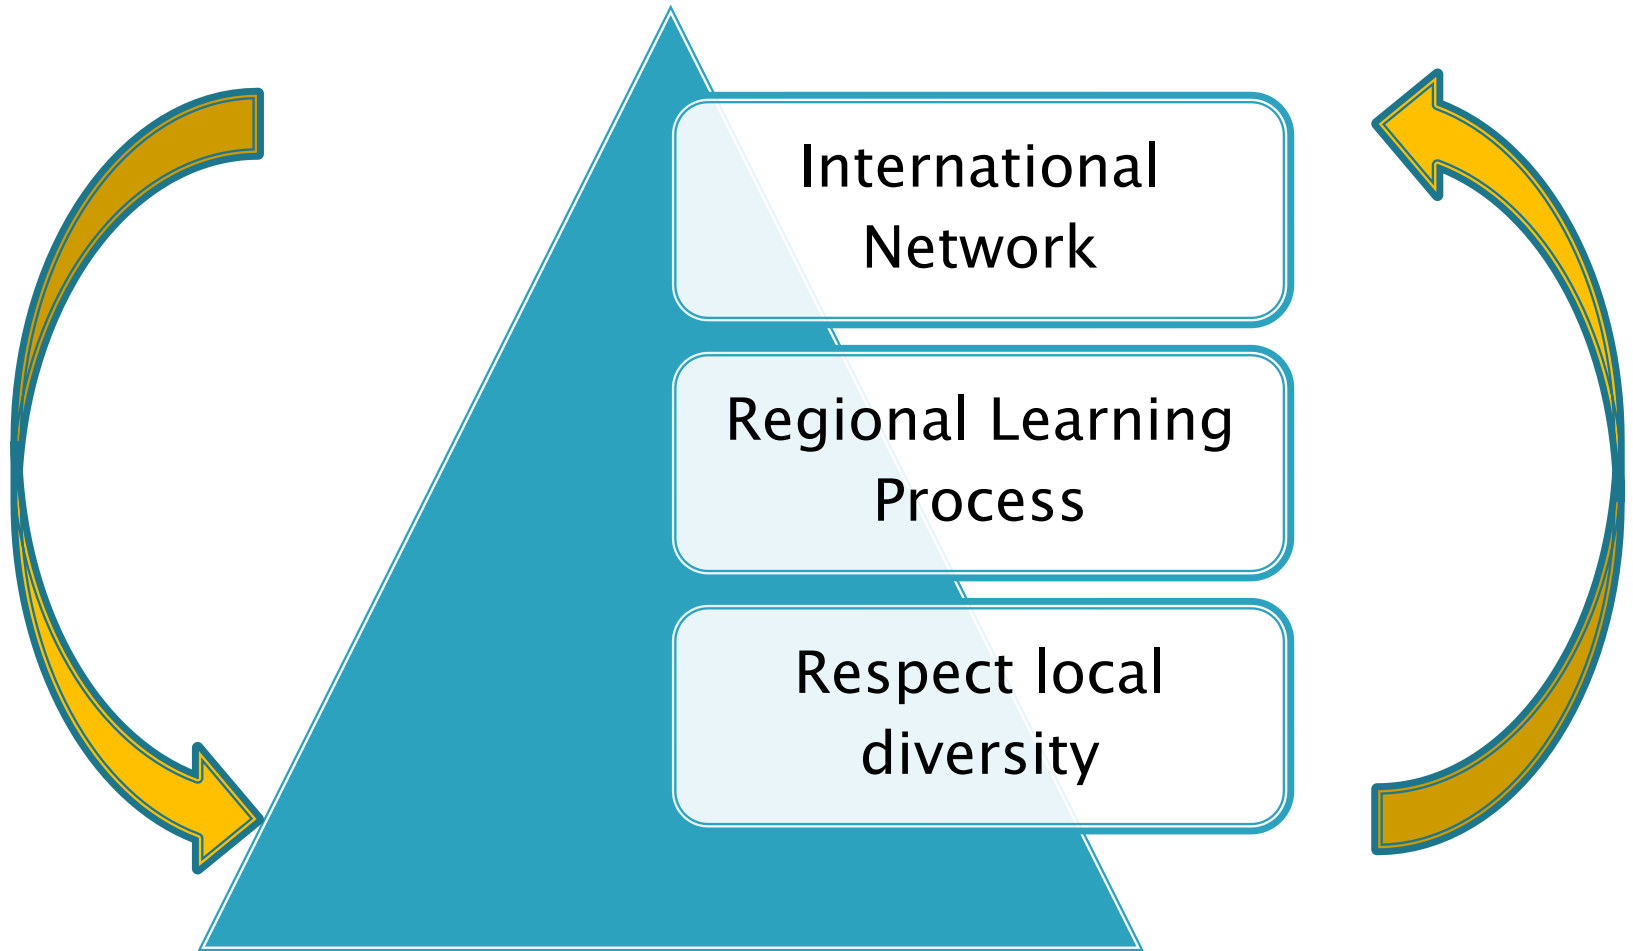 International
Network
Regional Learning
Process
Respect local
diversity